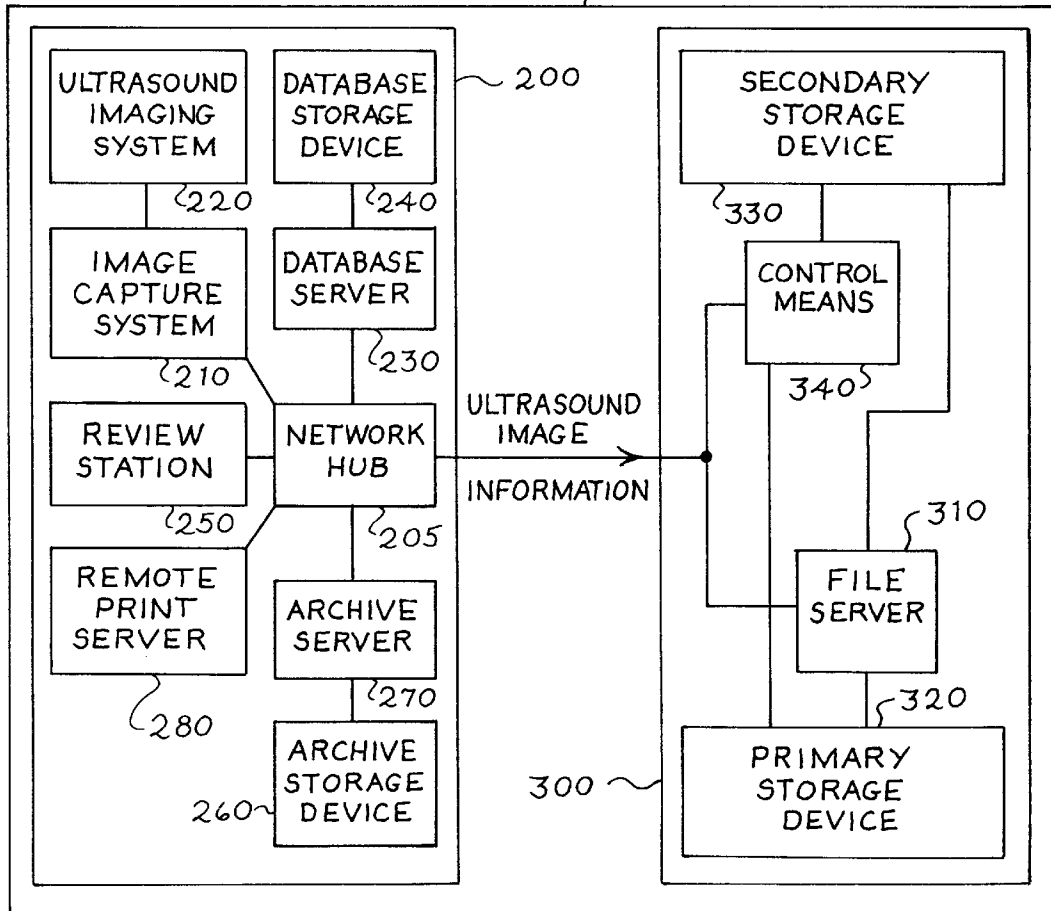 ULTRASOUND
IMAGING
SYSTEM
220
DATABASE
STORAGE
DEVICE
240
200
IMAGE
CAPTURE
SYSTEM
210
DATABASE
SERVER
230
REVIEW
STATION
250
NETWORK
HUB
205
REMOTE
PRINT
SERVER
280
ARCHIVE
SERVER
270
ARCHIVE
STORAGE
DEVICE
260
ULTRASOUND
IMAGE
INFORMATION
SECONDARY
STORAGE
DEVICE
330
CONTROL
MEANS
340
310
FILE
SERVER
320
PRIMARY
STORAGE
DEVICE
300